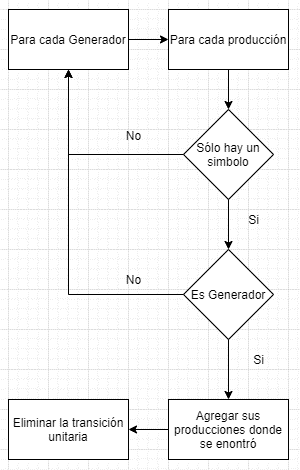 Para cada Generador
Para cada producción
No
Sólo hay un
simbolo
Si
No
Es Generador
Si
Eliminar la transición
unitaria
Agregar sus
producciones donde
se enontró